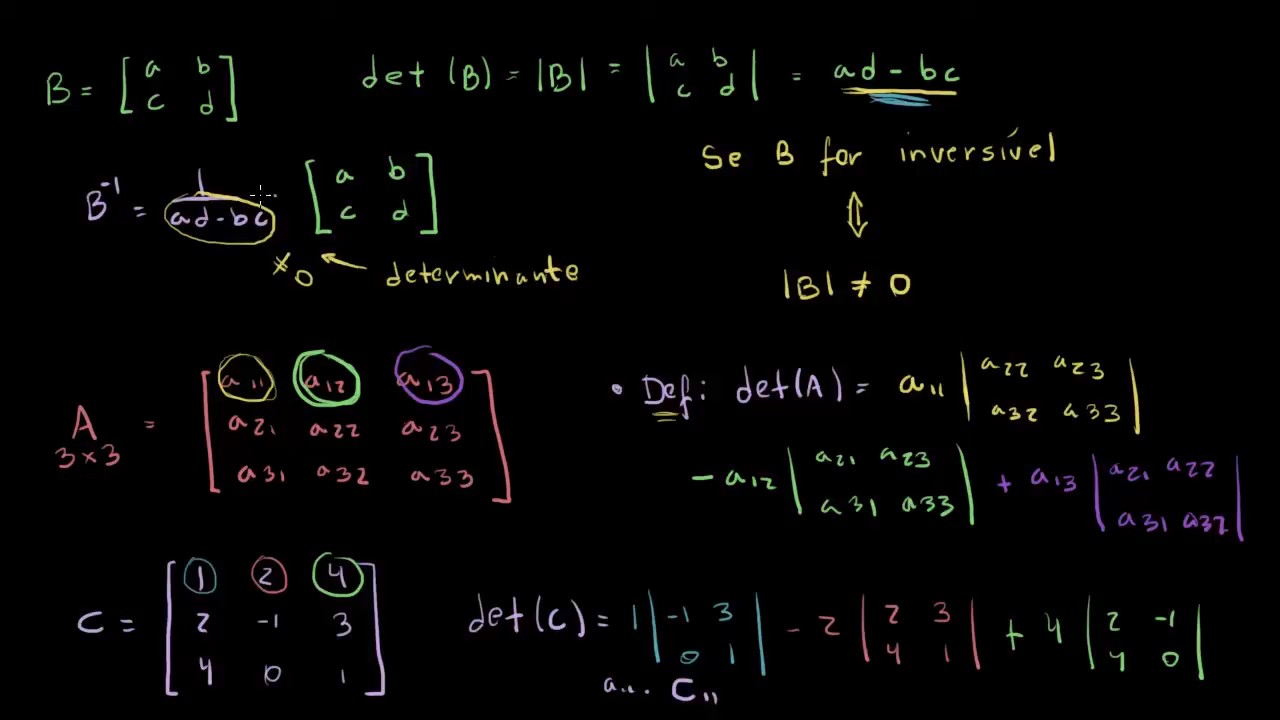 B = [ a b
c d ]
det (B) = |B| = | a b
c d | = ad - bc
Se B for inversível
⇕
|B| ≠ 0
B⁻¹ = 1
ad - bc
[ a b
c d ]
≠ 0 ← determinante
A
3×3
= [ a11 a12 a13
a21 a22 a23
a31 a32 a33 ]
• Def: det(A) = a11 | a22 a23
a32 a33 |
- a12 | a21 a23
a31 a33 | + a13 | a21 a22
a31 a32 |
C = [ 1 2 4
2 -1 3
4 0 1 ]
det(C) = 1 | -1 3
0 1 | - 2 | 2 3
4 1 | + 4 | 2 -1
4 0 |
a11. C11